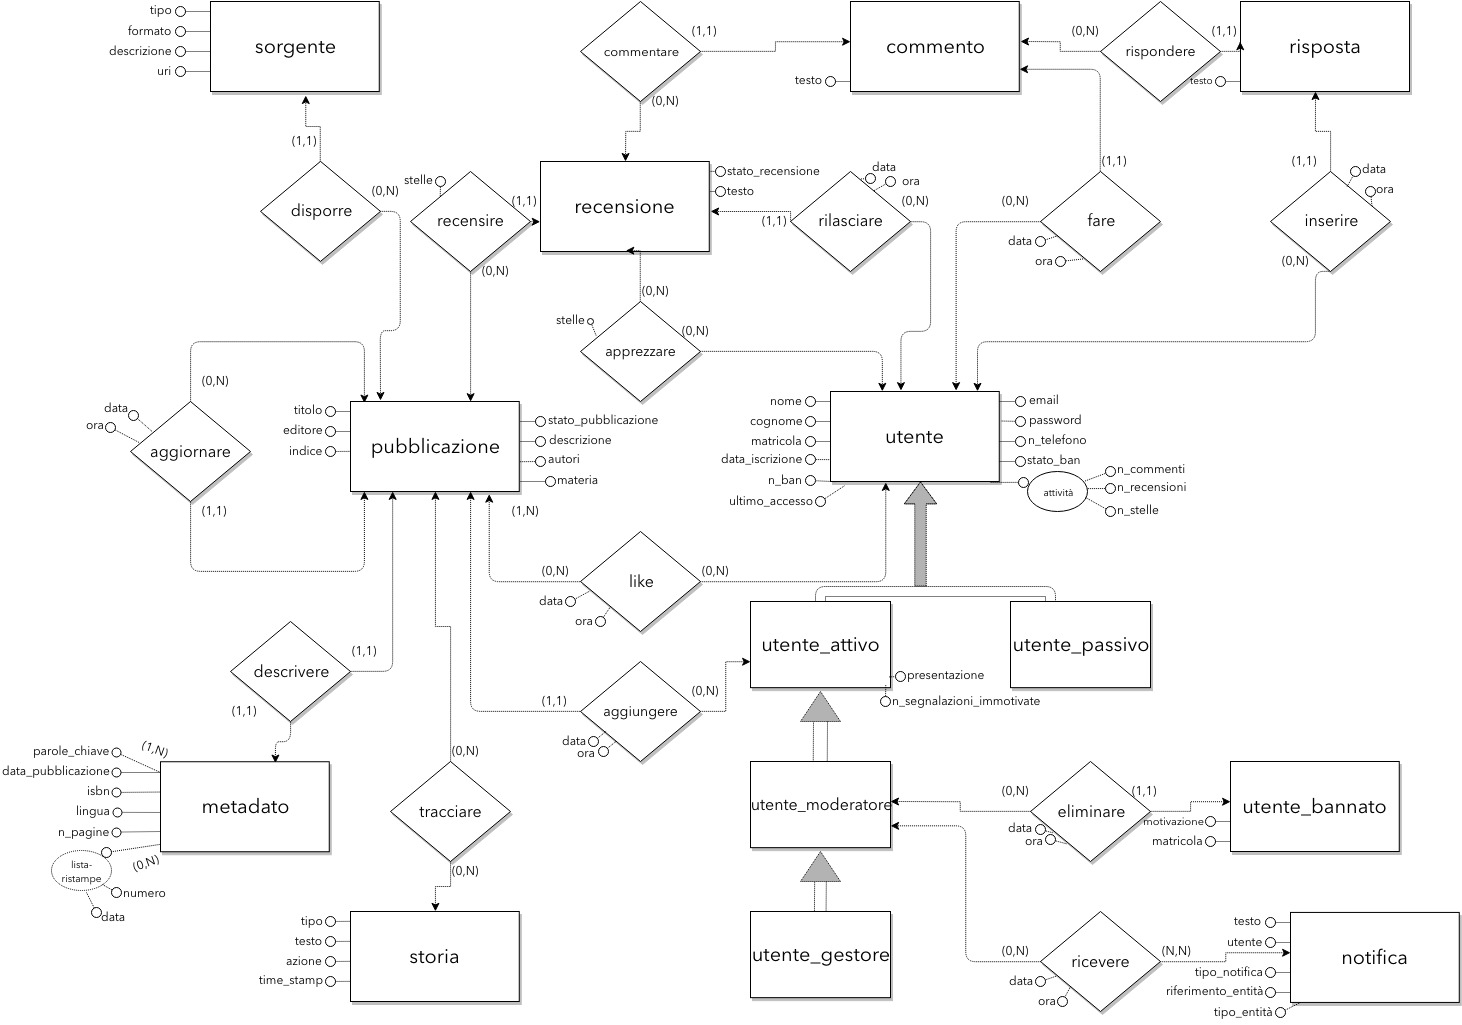 tipo
formato
descrizione
uri
sorgente
commentare
(1,1)
(0,N)
commento
testo
(0,N)
rispondere
(1,1)
testo
risposta
(1,1)
disporre
(0,N)
stelle
recensire
(1,1)
(0,N)
recensione
stato_recensione
testo
(1,1)
rilasciare
data
ora
(0,N)
(1,1)
(0,N)
fare
data
ora
(1,1)
data
ora
inserire
(0,N)
(0,N)
stelle
apprezzare
(0,N)
(0,N)
data
ora
aggiornare
(1,1)
titolo
editore
indice
pubblicazione
stato_pubblicazione
descrizione
autori
materia
(1,N)
nome
cognome
matricola
data_iscrizione
n_ban
ultimo_accesso
utente
email
password
n_telefono
stato_ban
attività
n_commenti
n_recensioni
n_stelle
(0,N)
like
(0,N)
data
ora
utente_attivo
utente_passivo
presentazione
n_segnalazioni_immotivate
descrivere
(1,1)
(1,1)
(1,1)
aggiungere
(0,N)
data
ora
parole_chiave
(1,N)
data_pubblicazione
isbn
lingua
n_pagine
metadato
lista-
ristampe
(0,N)
numero
data
(0,N)
tracciare
(0,N)
utente_moderatore
(0,N)
eliminare
(1,1)
data
ora
utente_bannato
motivazione
matricola
tipo
testo
azione
time_stamp
storia
utente_gestore
(0,N)
ricevere
(N,N)
data
ora
testo
utente
tipo_notifica
riferimento_entità
tipo_entità
notifica